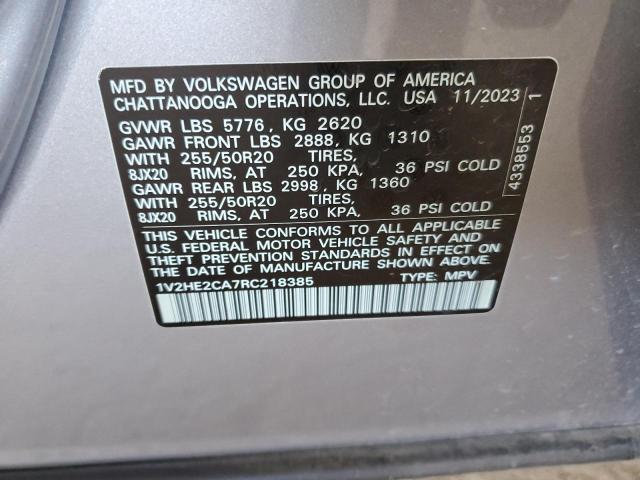 MFD BY VOLKSWAGEN GROUP OF AMERICA
CHATTANOOGA OPERATIONS, LLC. USA 11/2023
GVWR LBS 5776, KG 2620
GAWR FRONT LBS 2888, KG 1310
WITH 255/50R20 TIRES,
8JX20 RIMS, AT 250 KPA, 36 PSI COLD
GAWR REAR LBS 2998, KG 1360
WITH 255/50R20 TIRES,
8JX20 RIMS, AT 250 KPA, 36 PSI COLD
THIS VEHICLE CONFORMS TO ALL APPLICABLE
U.S. FEDERAL MOTOR VEHICLE SAFETY AND
THEFT PREVENTION STANDARDS IN EFFECT ON
THE DATE OF MANUFACTURE SHOWN ABOVE.
1V2HE2CA7RC218385 TYPE: MPV
4338553 1